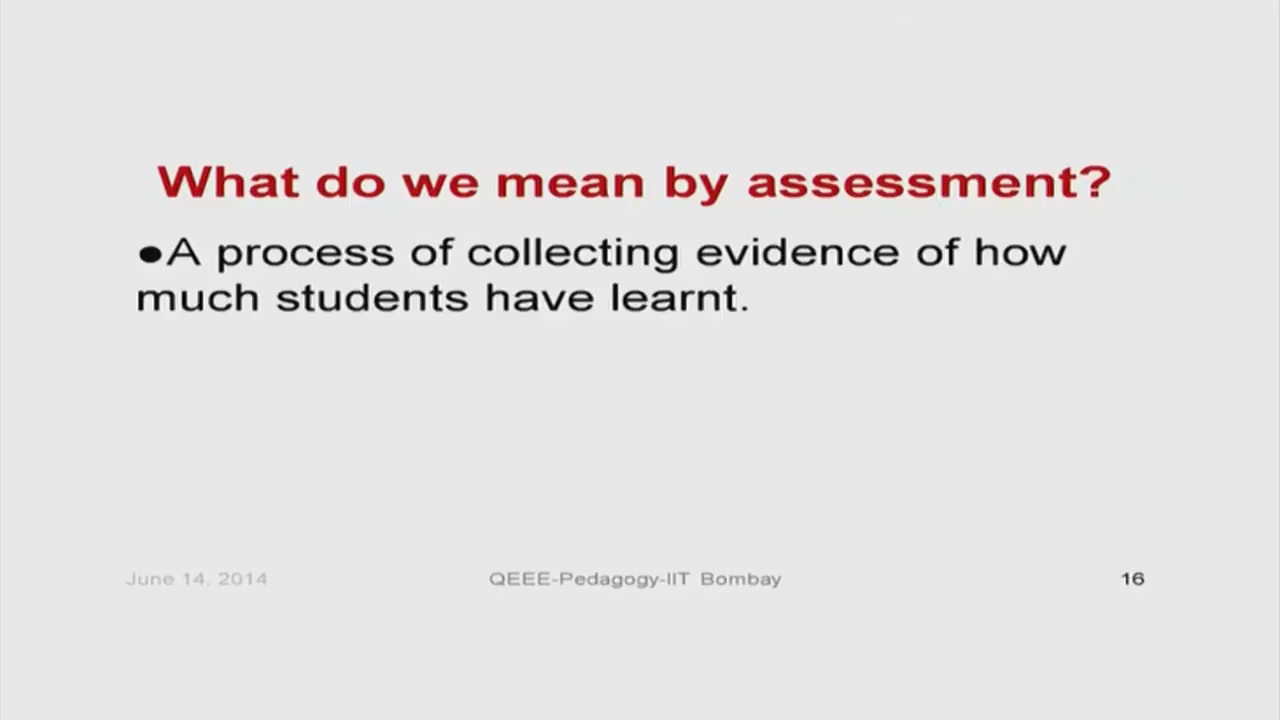 What do we mean by assessment?
●A process of collecting evidence of how
much students have learnt.
June 14, 2014 QEEE-Pedagogy-IIT Bombay 16